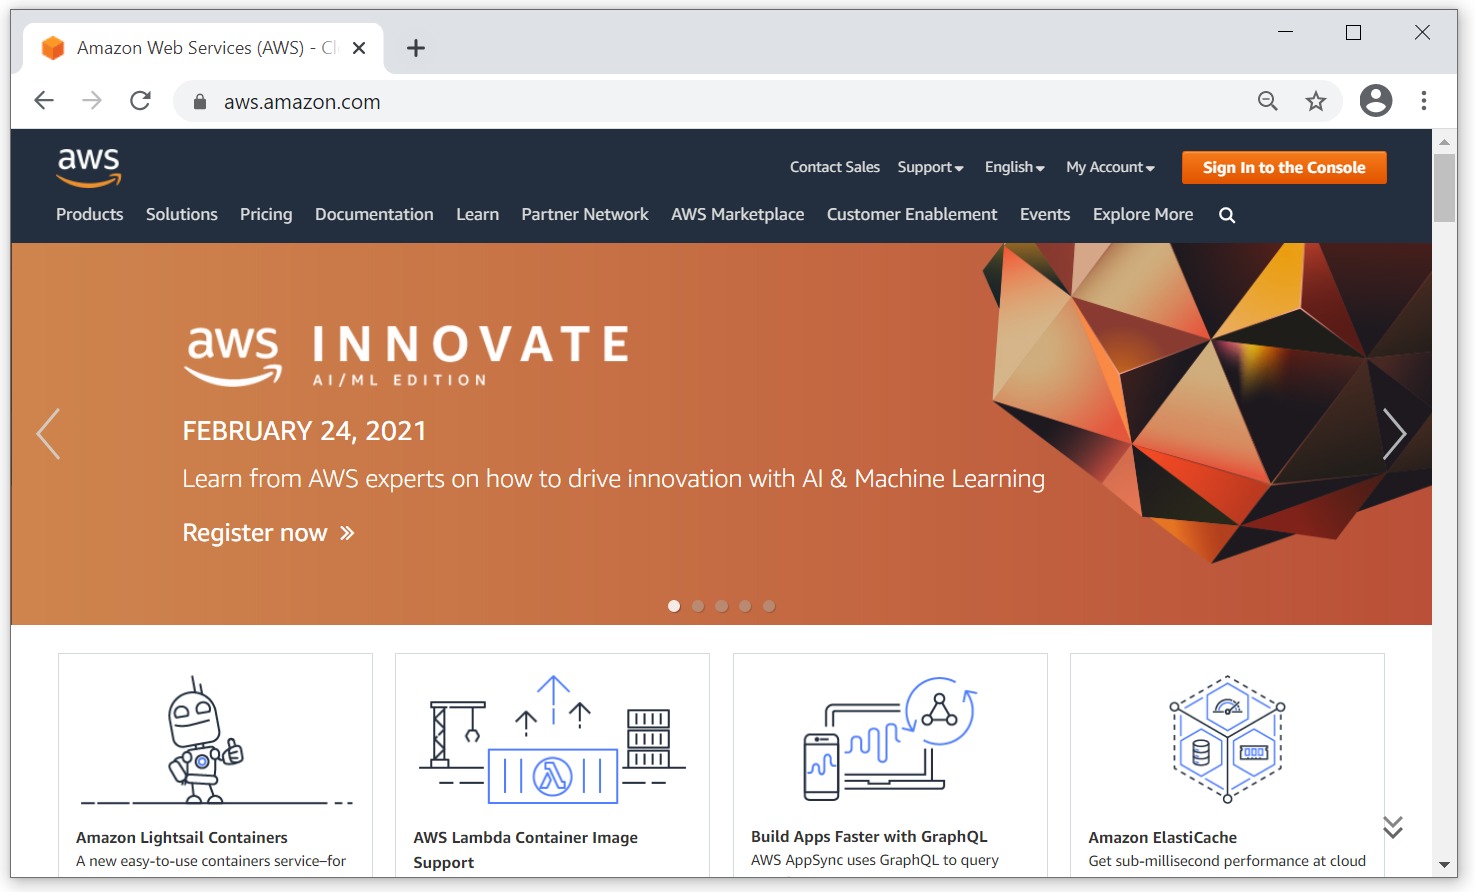 Amazon Web Services (AWS) - Cl
aws.amazon.com
aws
Contact Sales Support English My Account Sign In to the Console
Products Solutions Pricing Documentation Learn Partner Network AWS Marketplace Customer Enablement Events Explore More
aws INNOVATE
AI/ML EDITION
FEBRUARY 24, 2021
Learn from AWS experts on how to drive innovation with AI & Machine Learning
Register now »
Amazon Lightsail Containers
A new easy-to-use containers service–for
AWS Lambda Container Image
Support
Build Apps Faster with GraphQL
AWS AppSync uses GraphQL to query
Amazon ElastiCache
Get sub-millisecond performance at cloud